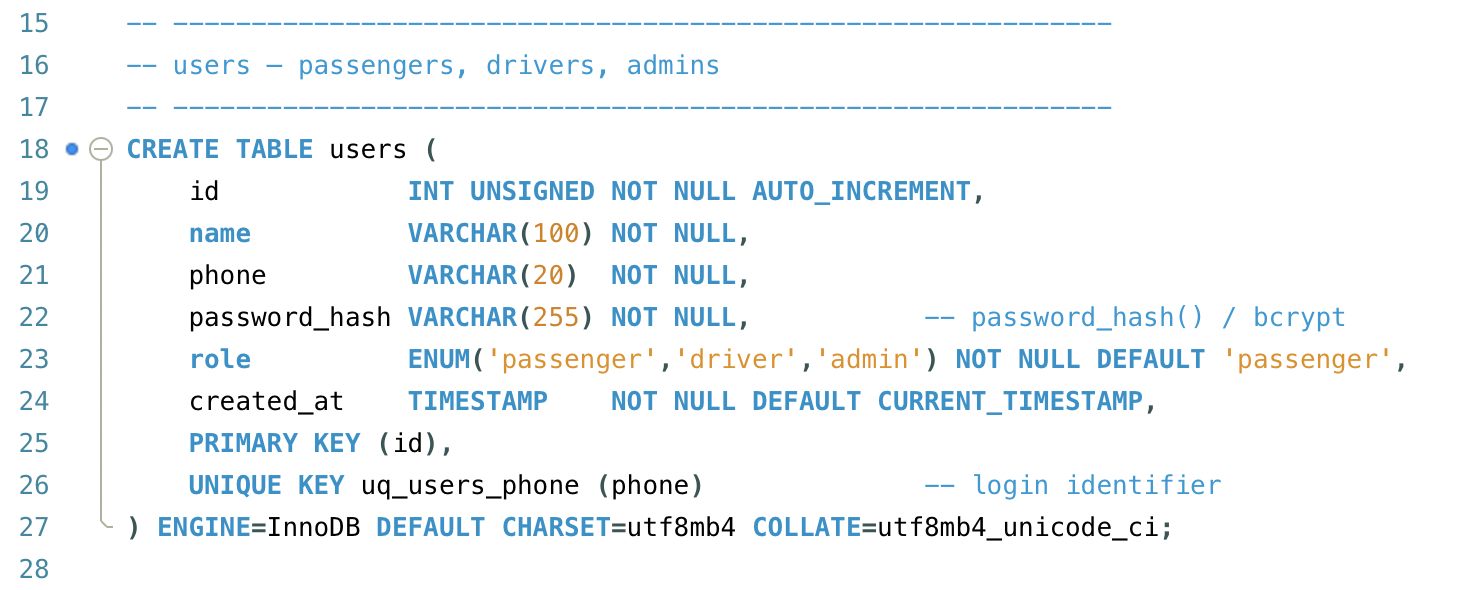 15 -- ------------------------------------------------------------
16 -- users — passengers, drivers, admins
17 -- ------------------------------------------------------------
18 CREATE TABLE users (
19     id            INT UNSIGNED NOT NULL AUTO_INCREMENT,
20     name          VARCHAR(100) NOT NULL,
21     phone         VARCHAR(20)  NOT NULL,
22     password_hash VARCHAR(255) NOT NULL,           -- password_hash() / bcrypt
23     role          ENUM('passenger','driver','admin') NOT NULL DEFAULT 'passenger',
24     created_at    TIMESTAMP    NOT NULL DEFAULT CURRENT_TIMESTAMP,
25     PRIMARY KEY (id),
26     UNIQUE KEY uq_users_phone (phone)              -- login identifier
27 ) ENGINE=InnoDB DEFAULT CHARSET=utf8mb4 COLLATE=utf8mb4_unicode_ci;
28